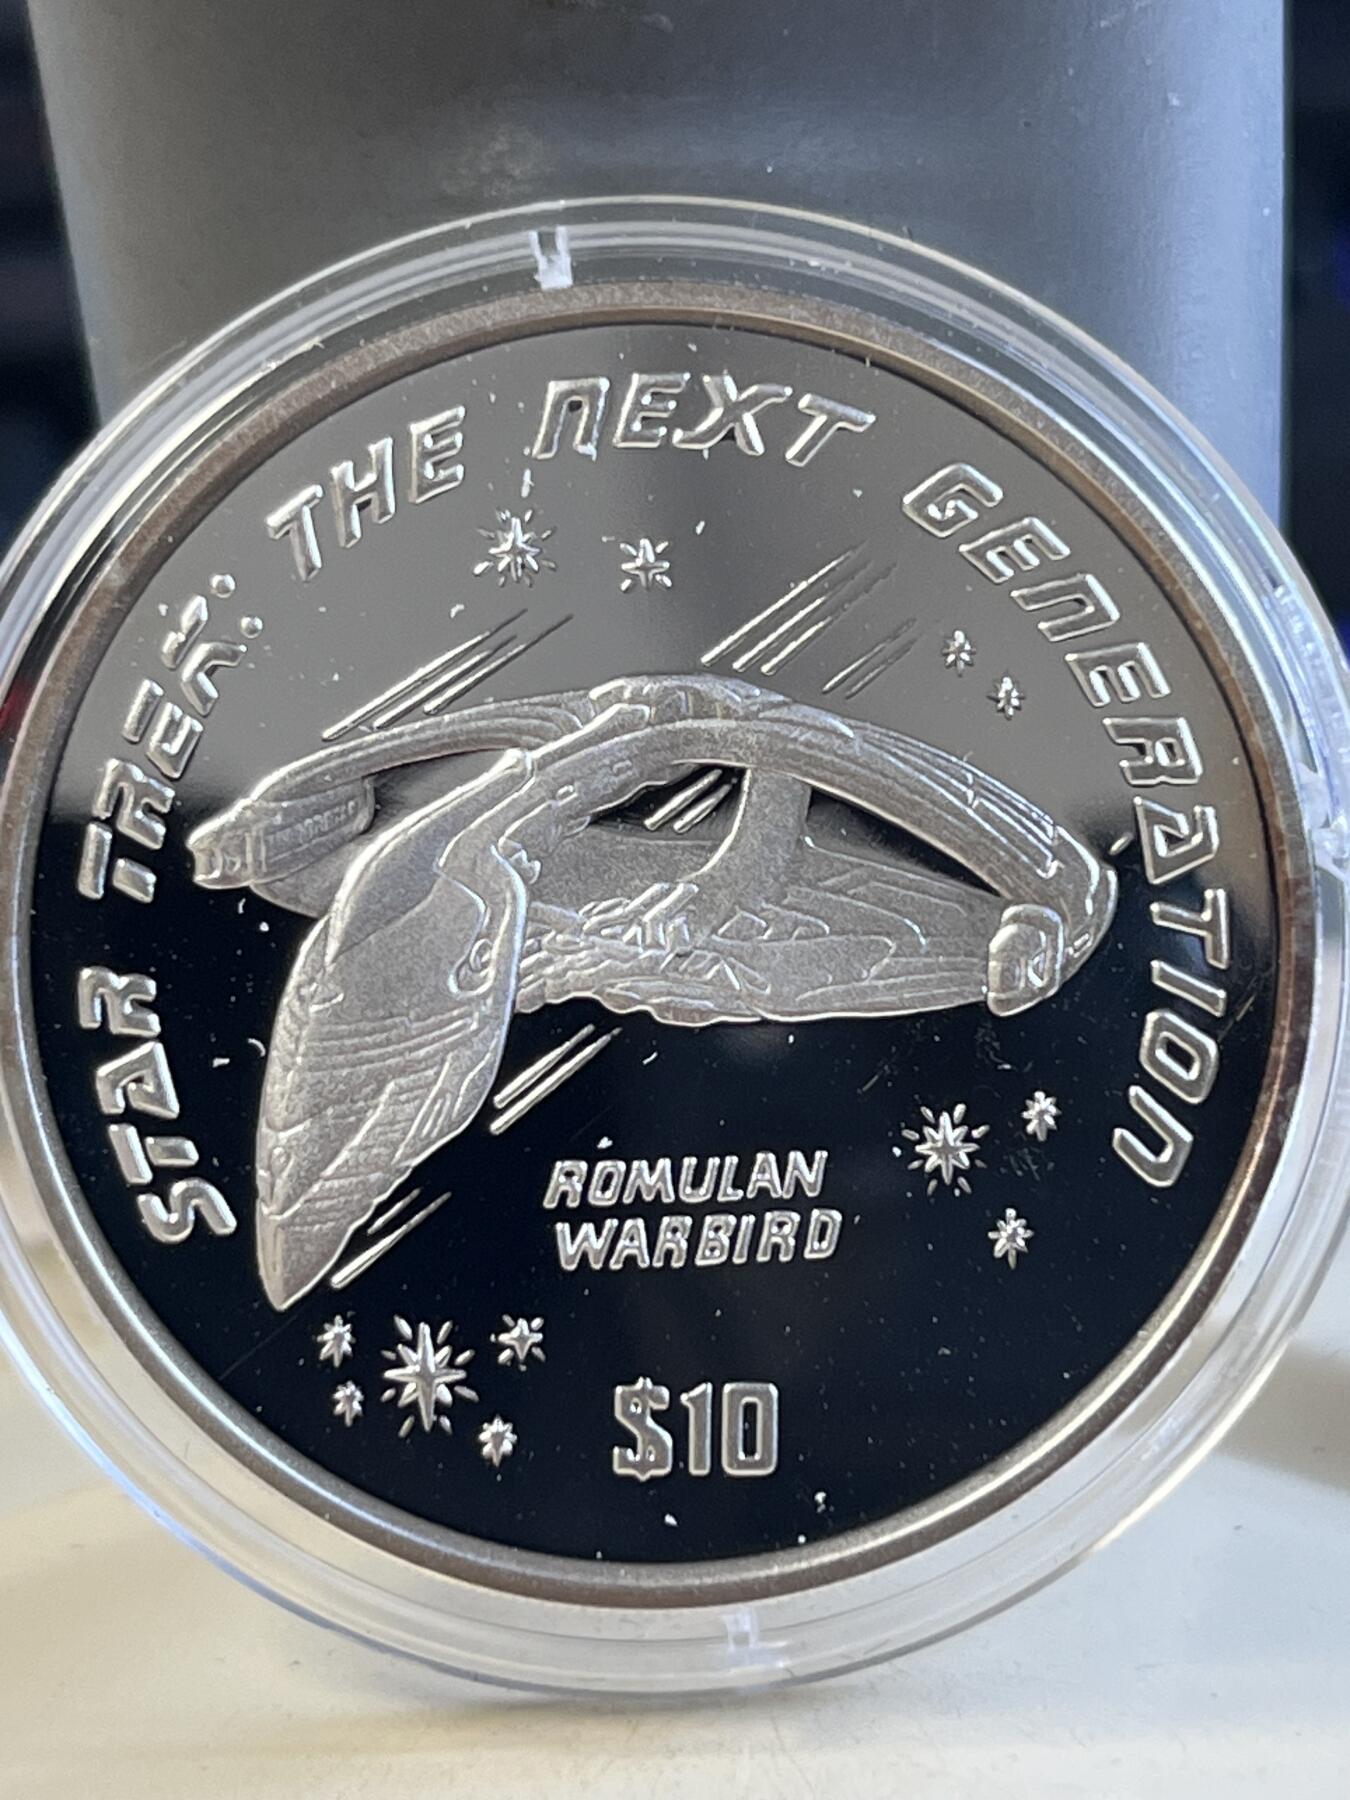 STAR TREK: THE NEXT GENERATION
ROMULAN
WARBIRD
$10